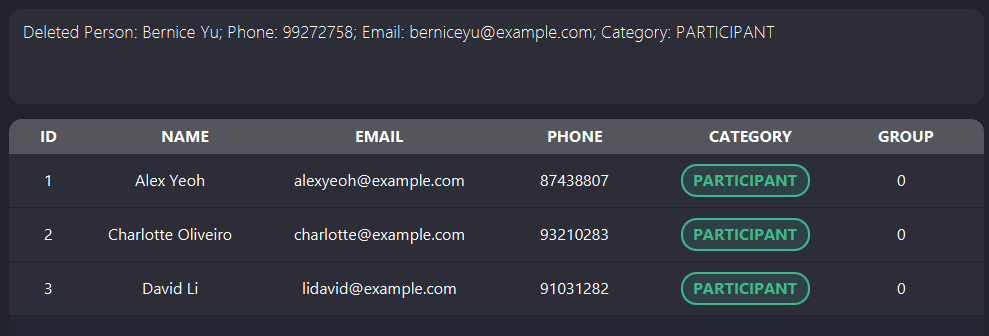 Deleted Person: Bernice Yu; Phone: 99272758; Email: berniceyu@example.com; Category: PARTICIPANT
ID NAME EMAIL PHONE CATEGORY GROUP
1 Alex Yeoh alexyeoh@example.com 87438807 PARTICIPANT 0
2 Charlotte Oliveiro charlotte@example.com 93210283 PARTICIPANT 0
3 David Li lidavid@example.com 91031282 PARTICIPANT 0